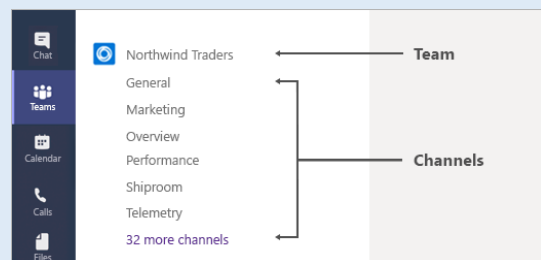 Chat
Teams
Calendar
Calls
Files
Northwind Traders
General
Marketing
Overview
Performance
Shiproom
Telemetry
32 more channels
Team
Channels